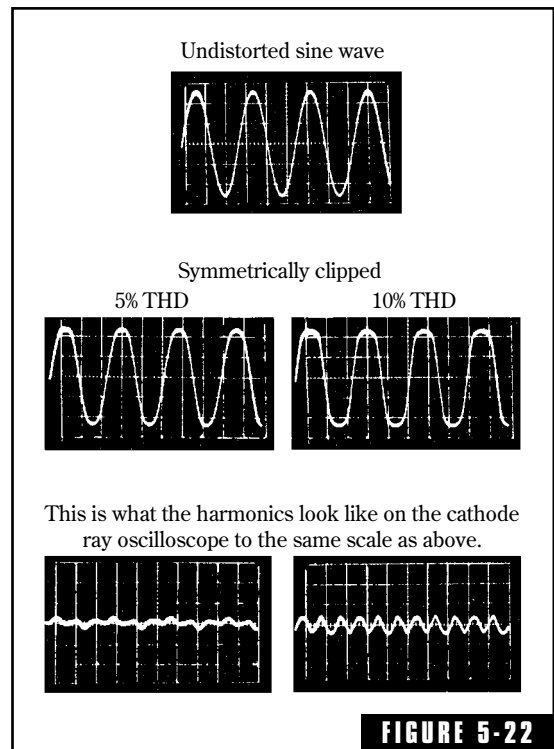 Undistorted sine wave
Symmetrically clipped
5% THD
10% THD
This is what the harmonics look like on the cathode
ray oscilloscope to the same scale as above.
FIGURE 5-22